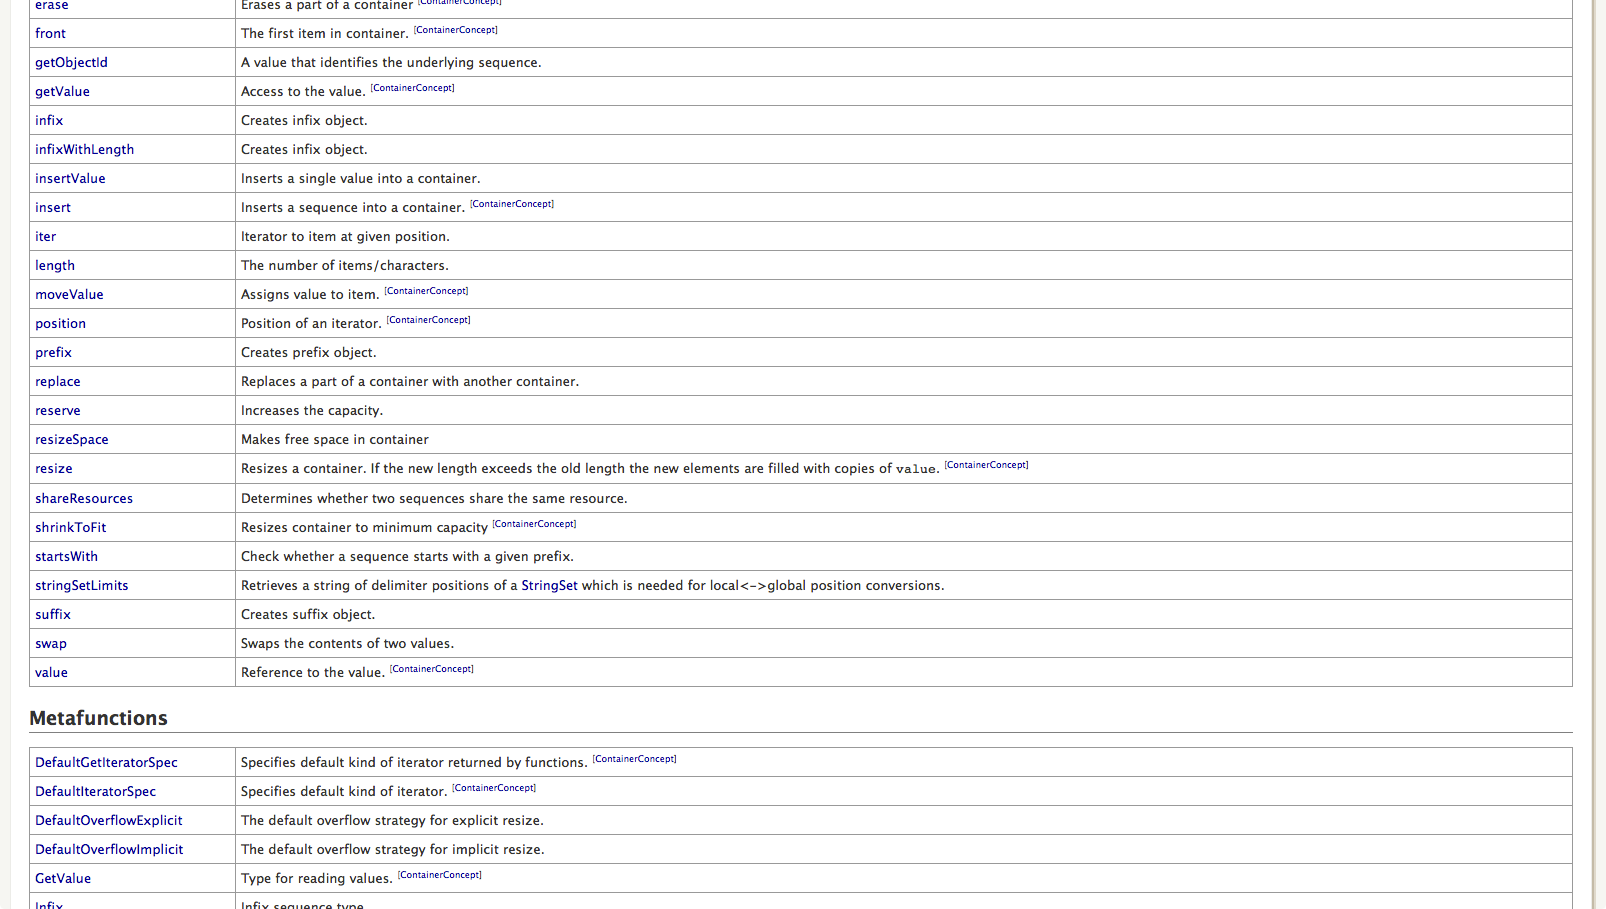 erase Erases a part of a container [ContainerConcept]
front The first item in container. [ContainerConcept]
getObjectId A value that identifies the underlying sequence.
getValue Access to the value. [ContainerConcept]
infix Creates infix object.
infixWithLength Creates infix object.
insertValue Inserts a single value into a container.
insert Inserts a sequence into a container. [ContainerConcept]
iter Iterator to item at given position.
length The number of items/characters.
moveValue Assigns value to item. [ContainerConcept]
position Position of an iterator. [ContainerConcept]
prefix Creates prefix object.
replace Replaces a part of a container with another container.
reserve Increases the capacity.
resizeSpace Makes free space in container
resize Resizes a container. If the new length exceeds the old length the new elements are filled with copies of value. [ContainerConcept]
shareResources Determines whether two sequences share the same resource.
shrinkToFit Resizes container to minimum capacity [ContainerConcept]
startsWith Check whether a sequence starts with a given prefix.
stringSetLimits Retrieves a string of delimiter positions of a StringSet which is needed for local<->global position conversions.
suffix Creates suffix object.
swap Swaps the contents of two values.
value Reference to the value. [ContainerConcept]
Metafunctions
DefaultGetIteratorSpec Specifies default kind of iterator returned by functions. [ContainerConcept]
DefaultIteratorSpec Specifies default kind of iterator. [ContainerConcept]
DefaultOverflowExplicit The default overflow strategy for explicit resize.
DefaultOverflowImplicit The default overflow strategy for implicit resize.
GetValue Type for reading values. [ContainerConcept]
Infix Infix sequence type.